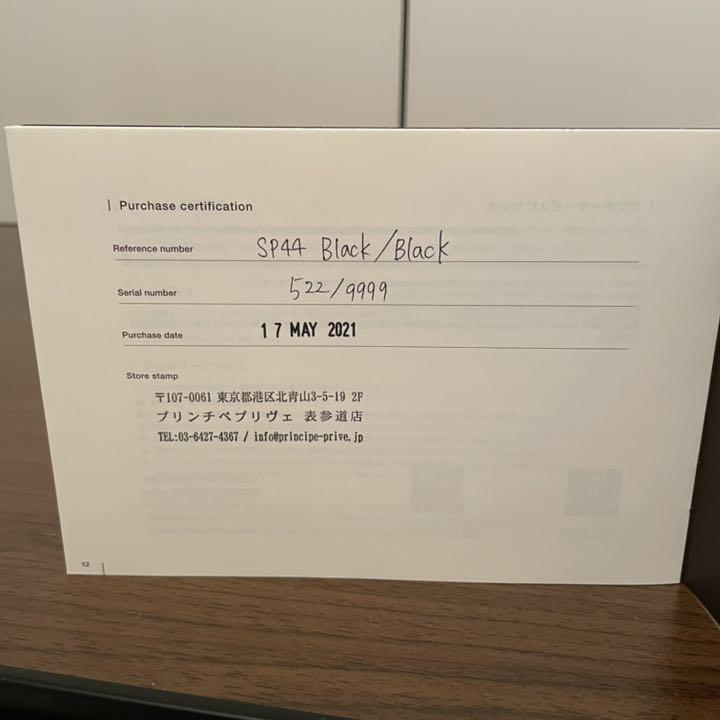 Purchase certification
Reference number SP44 Black/Black
Serial number 522/9999
Purchase date 17 MAY 2021
Store stamp
〒107-0061 東京都港区北青山3-5-19 2F
プリンチペプリヴェ 表参道店
TEL:03-6427-4367 / info@principe-prive.jp
12